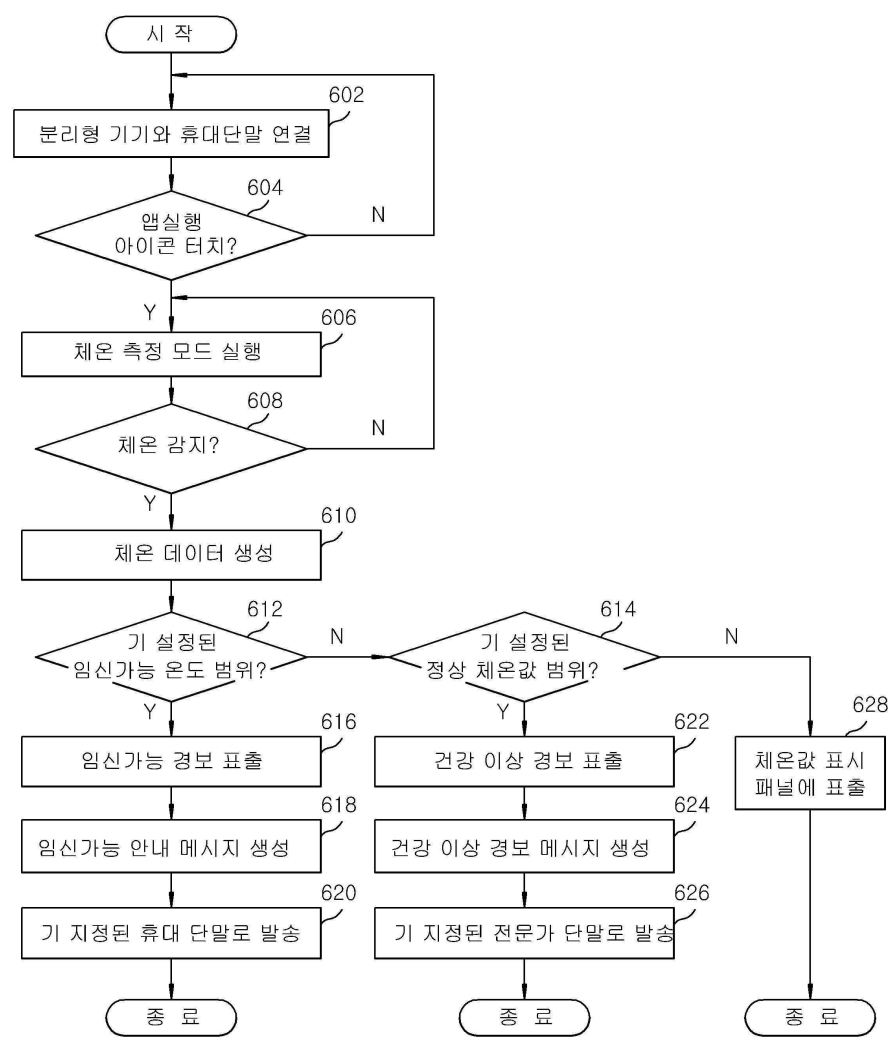 시 작
602
분리형 기기와 휴대단말 연결
604
앱실행
아이콘 터치?
N
Y
606
체온 측정 모드 실행
608
체온 감지?
N
Y
610
체온 데이터 생성
612
기 설정된
임신가능 온도 범위?
N
Y
614
기 설정된
정상 체온값 범위?
N
Y
616
임신가능 경보 표출
622
건강 이상 경보 표출
628
체온값 표시
패널에 표출
618
임신가능 안내 메시지 생성
624
건강 이상 경보 메시지 생성
620
기 지정된 휴대 단말로 발송
626
기 지정된 전문가 단말로 발송
종 료
종 료
종 료